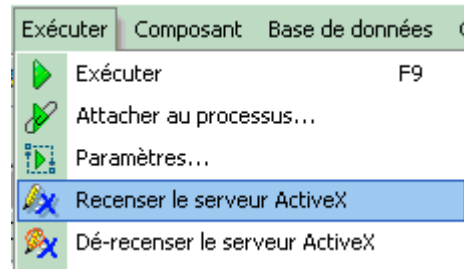 Exécuter Composant Base de données
Exécuter F9
Attacher au processus...
Paramètres...
Recenser le serveur ActiveX
Dé-recenser le serveur ActiveX